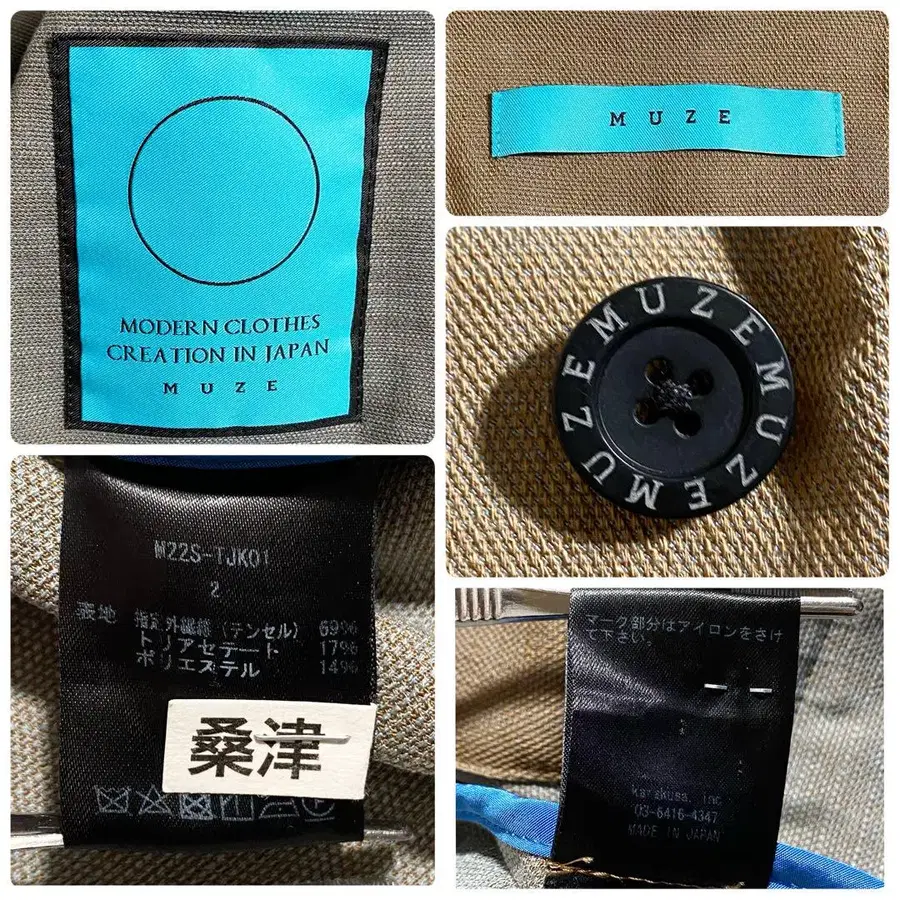 MODERN CLOTHES
CREATION IN JAPAN
MUZE
MUZE
MUZEMUZEMUZE
M22S-TJK01
2
表地 指定外繊維(テンセル) 69%
トリアセテート 17%
ポリエステル 14%
桑津
マーク部分はアイロンをさけ
て下さい。
Karakusa, inc
03-6416-4347
MADE IN JAPAN